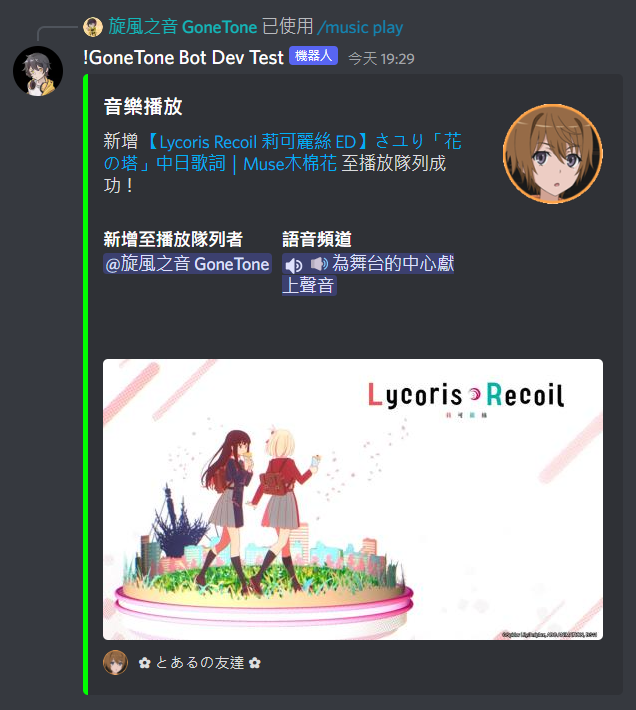 旋風之音 GoneTone 已使用 /music play
!GoneTone Bot Dev Test 機器人 今天 19:29
音樂播放
新增【Lycoris Recoil 莉可麗絲 ED】さユり「花
の塔」中日歌詞｜Muse木棉花 至播放隊列成
功！
新增至播放隊列者
@旋風之音 GoneTone
語音頻道
為舞台的中心獻
上聲音
Lycoris Recoil
莉可麗絲
✿ とあるの友達 ✿